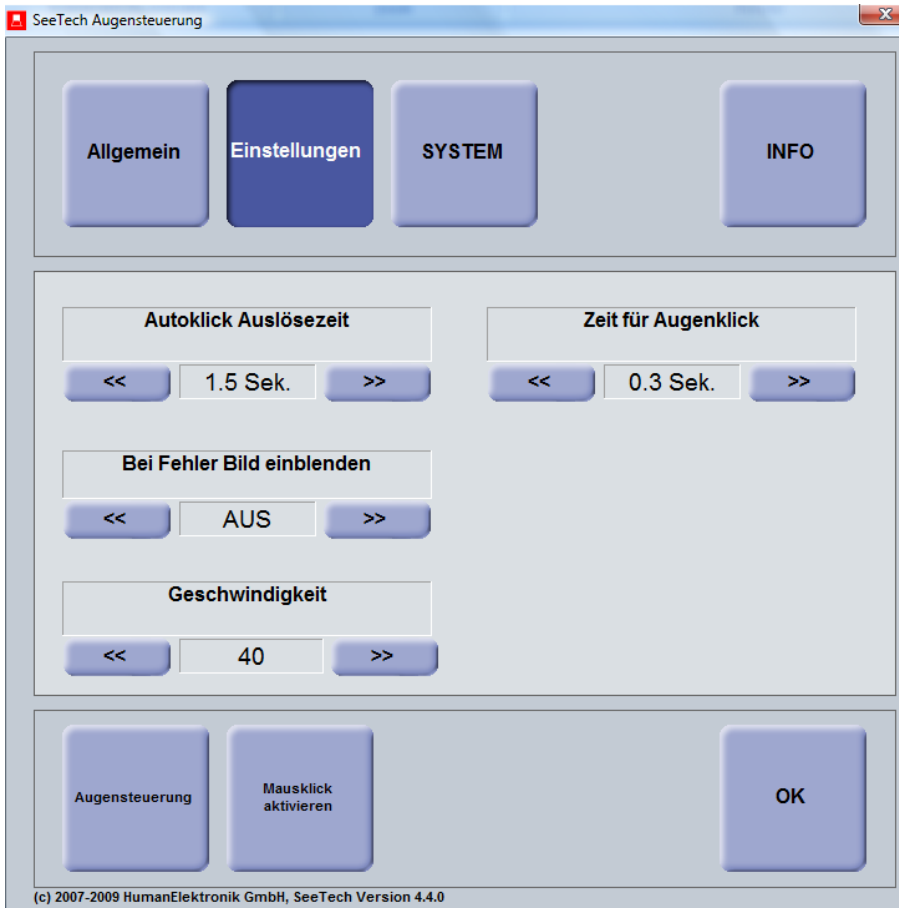 SeeTech Augensteuerung
Allgemein
Einstellungen
SYSTEM
INFO
Autoklick Auslösezeit
<< 1.5 Sek. >>
Zeit für Augenklick
<< 0.3 Sek. >>
Bei Fehler Bild einblenden
<< AUS >>
Geschwindigkeit
<< 40 >>
Augensteuerung
Mausklick
aktivieren
OK
(c) 2007-2009 HumanElektronik GmbH, SeeTech Version 4.4.0